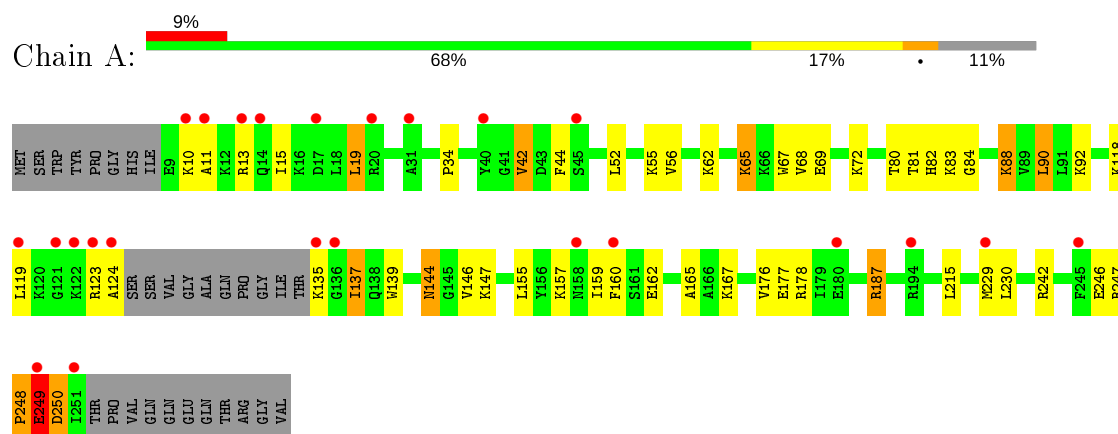 9%
Chain A:
68% 17% • 11%
MET SER TRP TYR PRO GLY HIS ILE E9 K10 A11 K12 R13 Q14 I15 K16 D17 L18 L19 R20 A31 P34 Y40 G41 V42 D43 F44 S45 L52 K55 V56 K62 K65 K66 W67 V68 E69 K72 T80 T81 H82 K83 G84 K88 V89 L90 L91 K92 K118
L119 K120 G121 K122 R123 A124 SER SER VAL GLY ALA GLN PRO GLY ILE THR K135 G136 I137 Q138 W139 N144 G145 V146 K147 L155 Y156 K157 N158 I159 F160 S161 E162 A165 A166 K167 V176 E177 R178 I179 E180 R187 R194 L215 M229 L230 R242 F245 E246
P248 E249 D250 I251 THR PRO VAL GLN GLN GLU GLN THR ARG GLY VAL